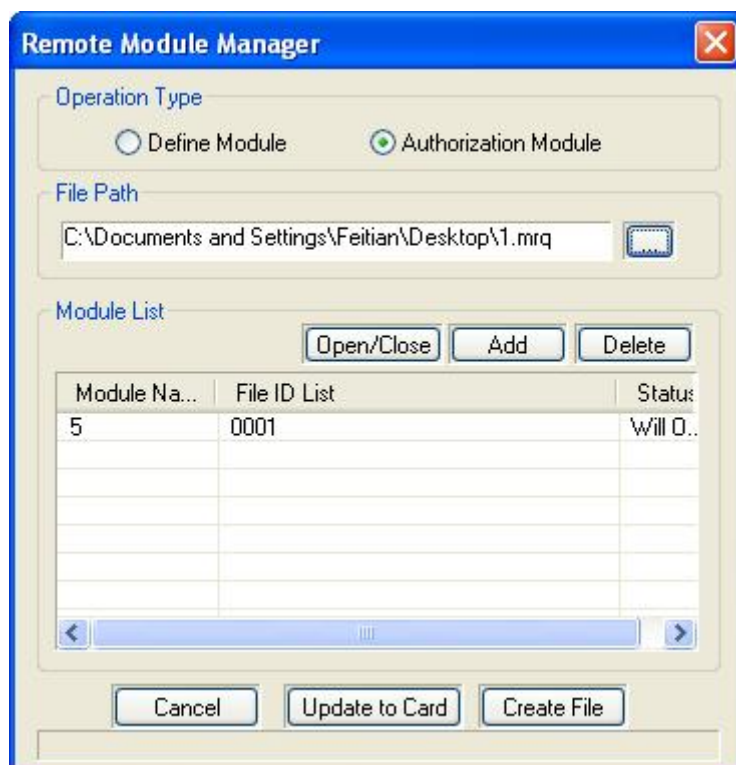 Remote Module Manager
Operation Type
Define Module Authorization Module
File Path
C:\Documents and Settings\Feitian\Desktop\1.mrq ...
Module List
Open/Close Add Delete
Module Na... File ID List Status
5 0001 Will O..
Cancel Update to Card Create File